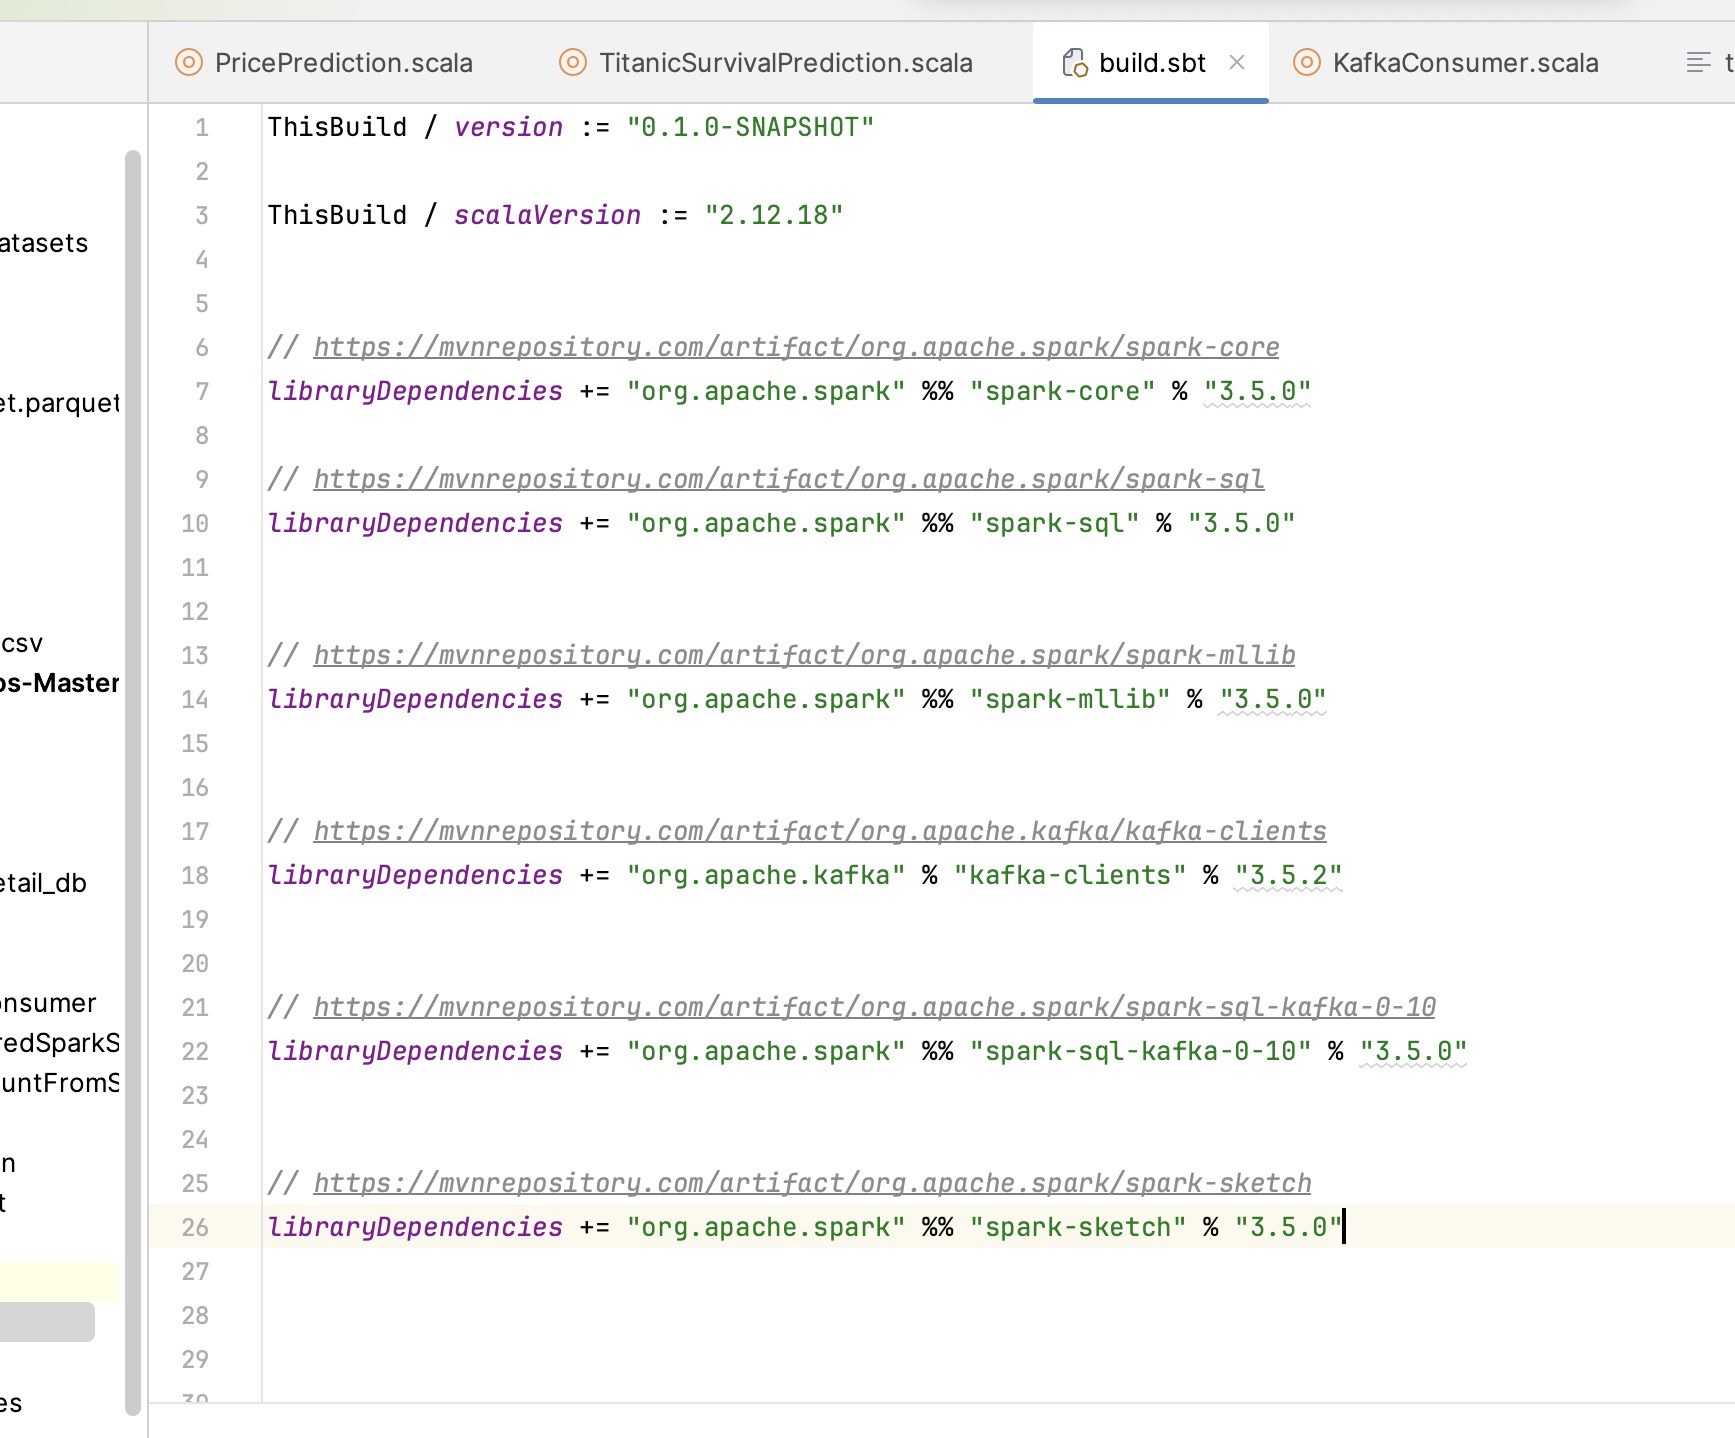 PricePrediction.scala
TitanicSurvivalPrediction.scala
build.sbt
KafkaConsumer.scala
atasets
et.parquet
csv
os-Master
etail_db
onsumer
redSparkS
untFromS
n
t
es
1 ThisBuild / version := "0.1.0-SNAPSHOT"
2
3 ThisBuild / scalaVersion := "2.12.18"
4
5
6 // https://mvnrepository.com/artifact/org.apache.spark/spark-core
7 libraryDependencies += "org.apache.spark" %% "spark-core" % "3.5.0"
8
9 // https://mvnrepository.com/artifact/org.apache.spark/spark-sql
10 libraryDependencies += "org.apache.spark" %% "spark-sql" % "3.5.0"
11
12
13 // https://mvnrepository.com/artifact/org.apache.spark/spark-mllib
14 libraryDependencies += "org.apache.spark" %% "spark-mllib" % "3.5.0"
15
16
17 // https://mvnrepository.com/artifact/org.apache.kafka/kafka-clients
18 libraryDependencies += "org.apache.kafka" % "kafka-clients" % "3.5.2"
19
20
21 // https://mvnrepository.com/artifact/org.apache.spark/spark-sql-kafka-0-10
22 libraryDependencies += "org.apache.spark" %% "spark-sql-kafka-0-10" % "3.5.0"
23
24
25 // https://mvnrepository.com/artifact/org.apache.spark/spark-sketch
26 libraryDependencies += "org.apache.spark" %% "spark-sketch" % "3.5.0"
27
28
29
30